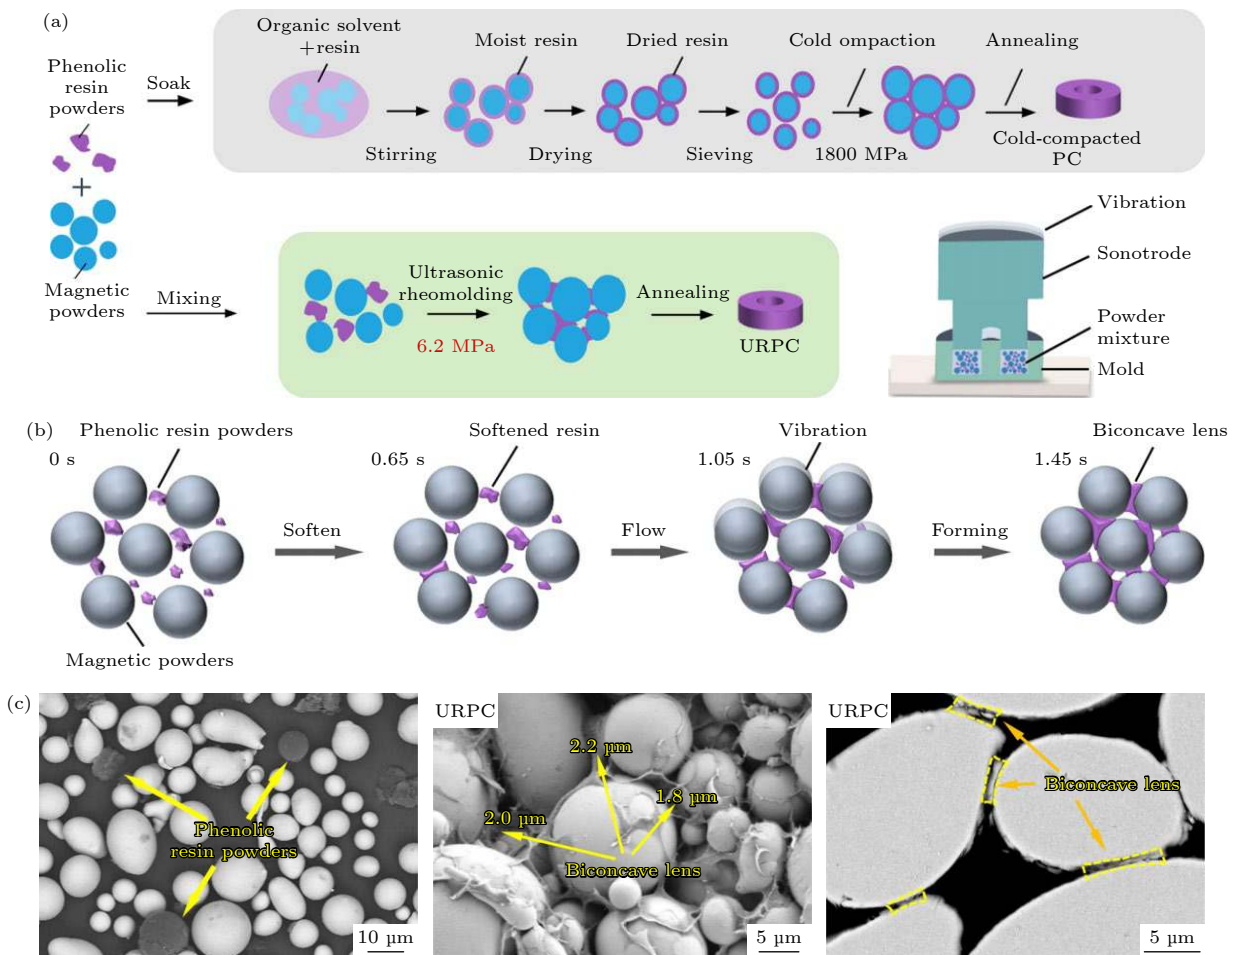 (a)
Phenolic
resin
powders
Soak
Organic solvent
+resin
Moist resin
Dried resin
Cold ompaction
Annealing
Stirring
Drying
Sieving
1800 MPa
Cold-compacted
PC
+
Magnetic
powders
Mixing
Ultrasonic
rheomolding
6.2 MPa
Annealing
URPC
Vibration
Sonotrode
Powder
mixture
Mold
(b)
Phenolic resin powders
0 s
Soften
Magnetic powders
Softened resin
0.65 s
Flow
Vibration
1.05 s
Forming
Biconcave lens
1.45 s
(c)
Phenolic
resin powders
10 μm
URPC
2.2 μm
1.8 μm
2.0 μm
Biconcave lens
5 μm
URPC
Biconcave lens
5 μm